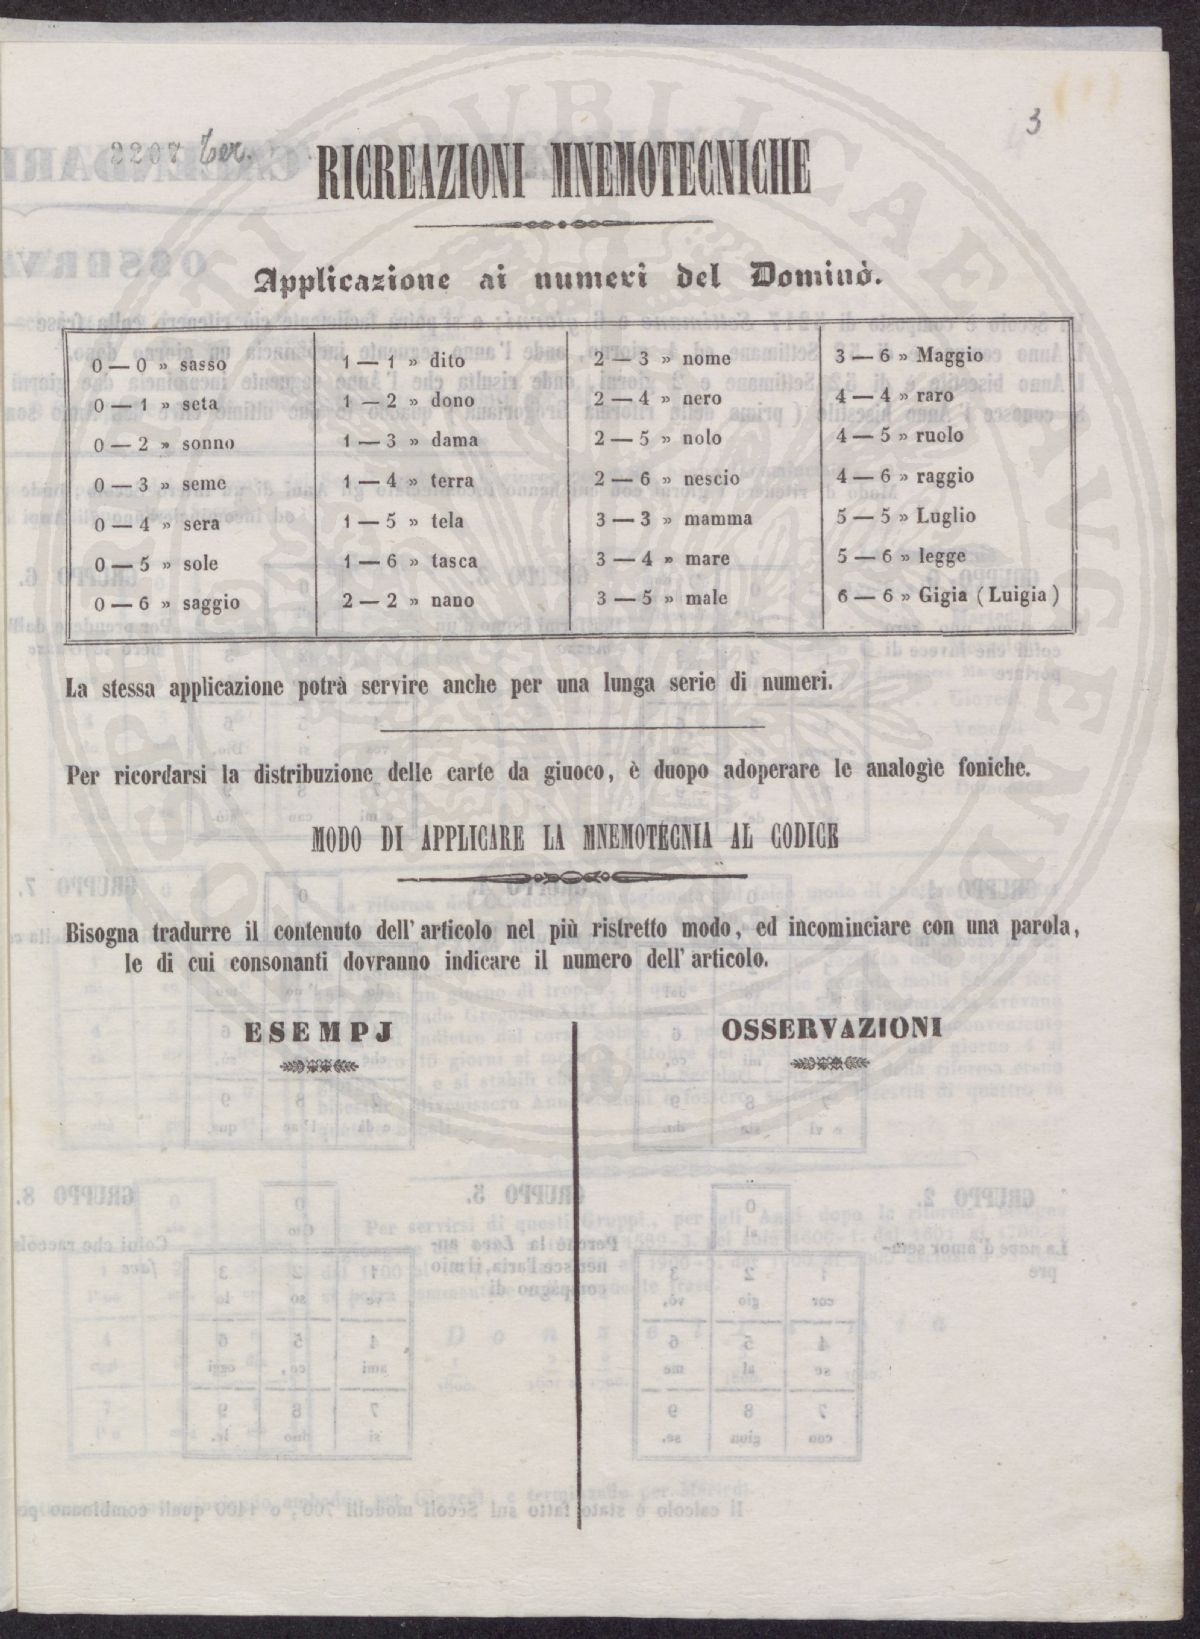 3
2207 ter.
RICREAZIONI MNEMOTECNICHE
Applicazione ai numeri del Dominò.
0 — 0 » sasso
0 — 1 » seta
0 — 2 » sonno
0 — 3 » seme
0 — 4 » sera
0 — 5 » sole
0 — 6 » saggio
1 — 1 » dito
1 — 2 » dono
1 — 3 » dama
1 — 4 » terra
1 — 5 » tela
1 — 6 » tasca
2 — 2 » nano
2 — 3 » nome
2 — 4 » nero
2 — 5 » nolo
2 — 6 » nescio
3 — 3 » mamma
3 — 4 » mare
3 — 5 » male
3 — 6 » Maggio
4 — 4 » raro
4 — 5 » ruolo
4 — 6 » raggio
5 — 5 » Luglio
5 — 6 » legge
6 — 6 » Gigia (Luigia)
La stessa applicazione potrà servire anche per una lunga serie di numeri.
Per ricordarsi la distribuzione delle carte da giuoco, è duopo adoperare le analogie foniche.
MODO DI APPLICARE LA MNEMOTECNIA AL CODICE
Bisogna tradurre il contenuto dell'articolo nel più ristretto modo, ed incominciare con una parola,
le di cui consonanti dovranno indicare il numero dell'articolo.
ESEMPJ
OSSERVAZIONI